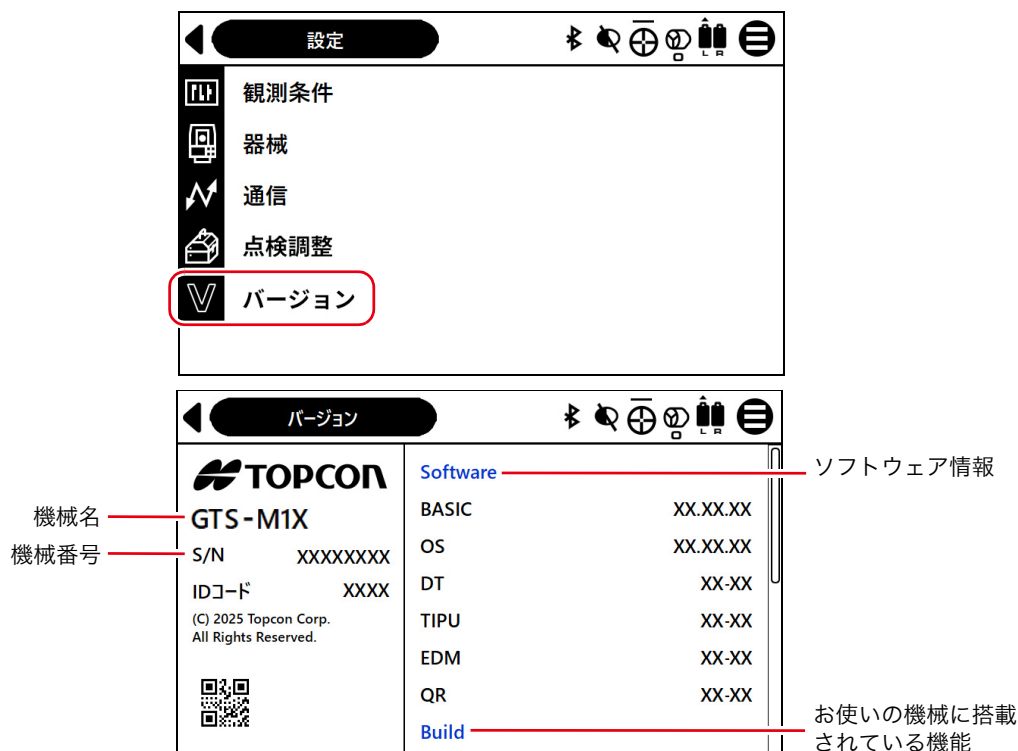 設定
L R
観測条件
器械
通信
点検調整
バージョン
バージョン
L R
TOPCON
GTS-M1X
S/N XXXXXXXX
IDコード XXXX
(C) 2025 Topcon Corp.
All Rights Reserved.
Software
BASIC XX.XX.XX
OS XX.XX.XX
DT XX-XX
TIPU XX-XX
EDM XX-XX
QR XX-XX
Build
機械名
機械番号
ソフトウェア情報
お使いの機械に搭載
されている機能